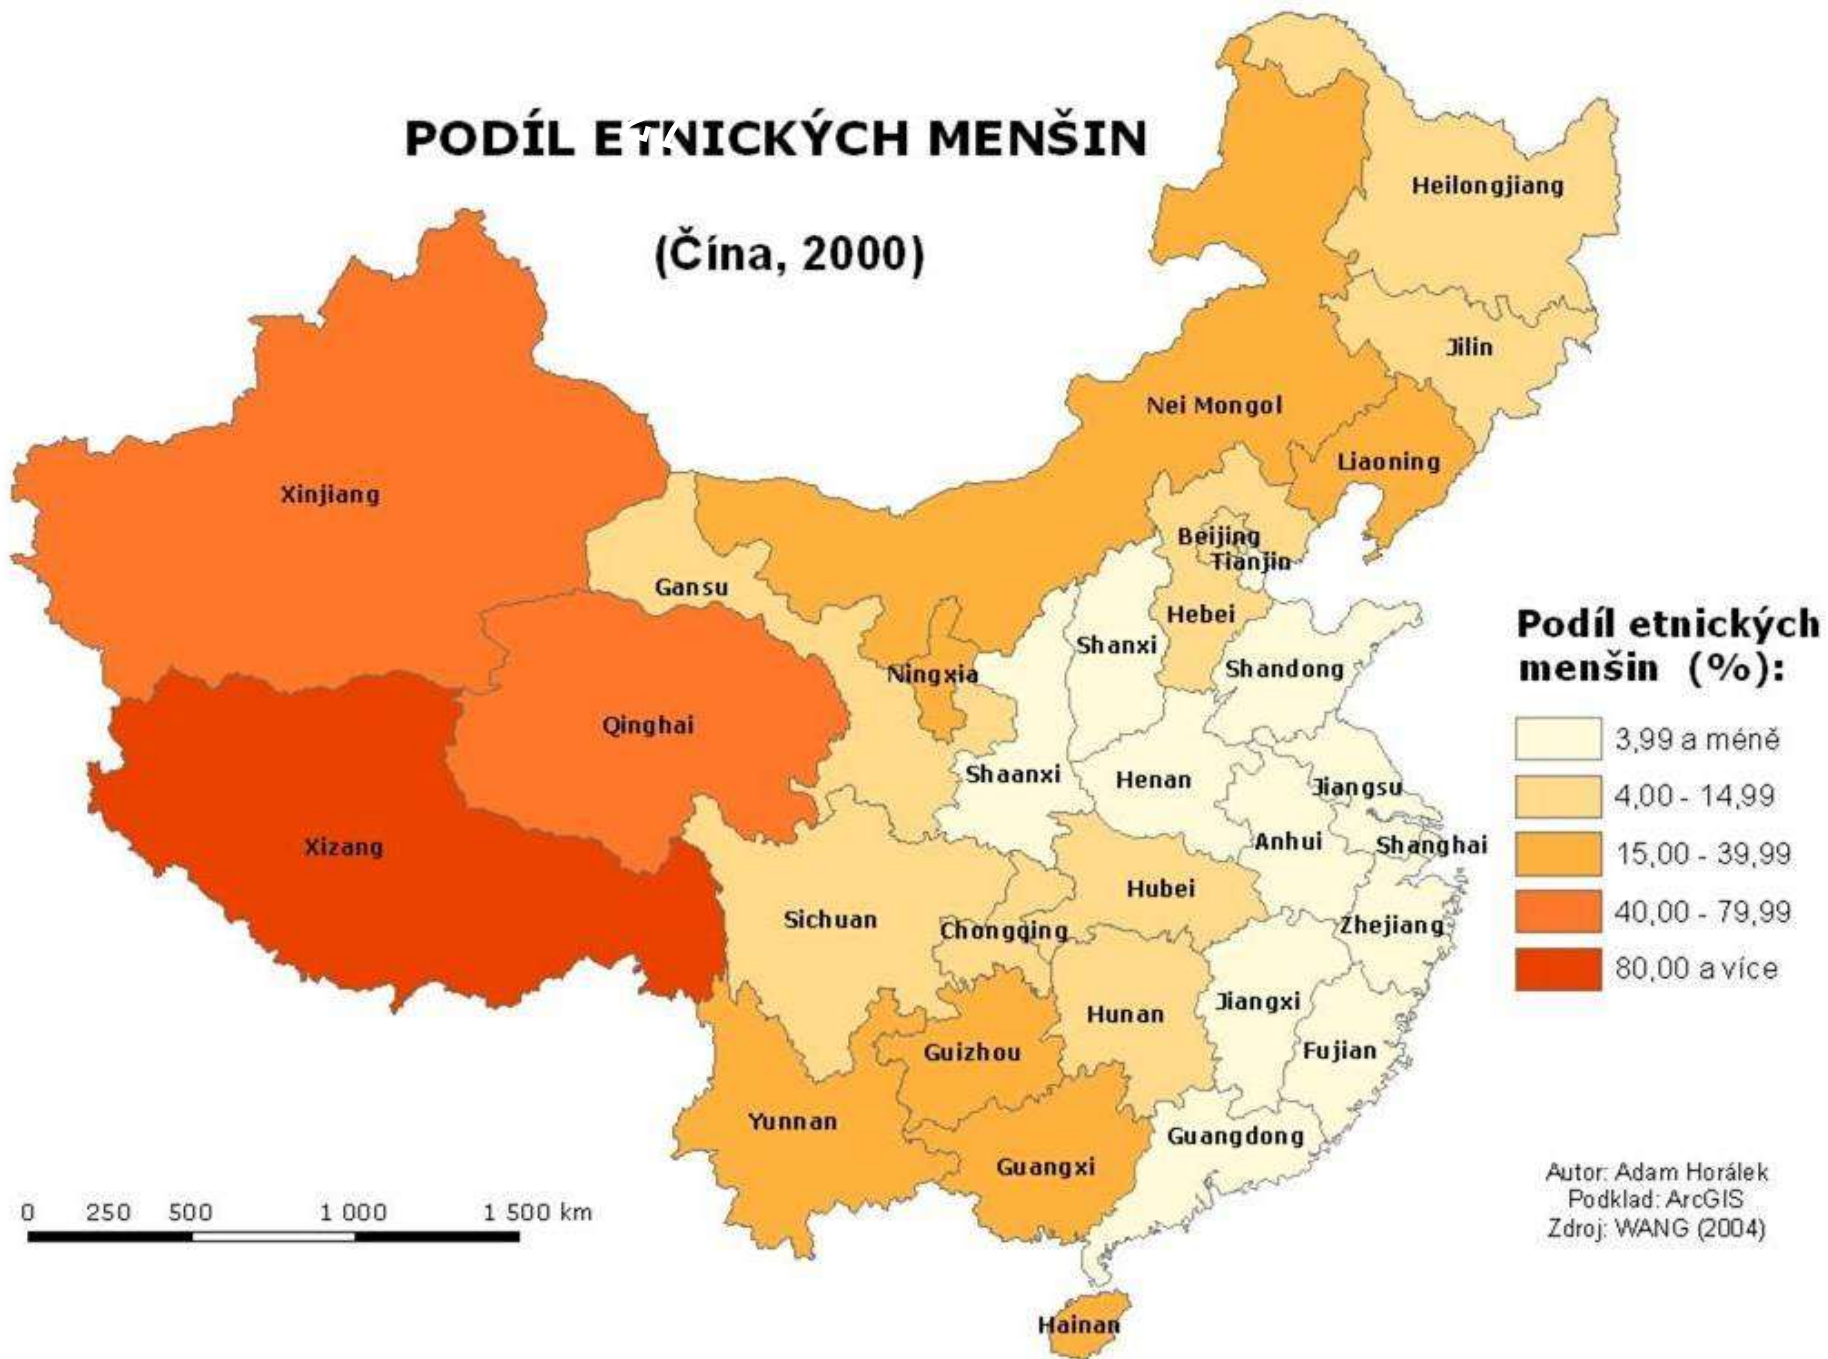 PODÍL ETNICKÝCH MENŠIN
(Čína, 2000)
Heilongjiang
Jilin
Nei Mongol
Liaoning
Xinjiang
Beijing
Tianjin
Gansu
Hebei
Shanxi
Shandong
Ningxia
Qinghai
Shaanxi
Henan
Jiangsu
Xizang
Anhui
Shanghai
Hubei
Sichuan
Chongqing
Zhejiang
Jiangxi
Hunan
Guizhou
Fujian
Yunnan
Guangdong
Guangxi
Hainan
Podíl etnických
menšin (%):
3,99 a méně
4,00 - 14,99
15,00 - 39,99
40,00 - 79,99
80,00 a více
0 250 500 1 000 1 500 km
Autor: Adam Horálek
Podklad: ArcGIS
Zdroj: WANG (2004)